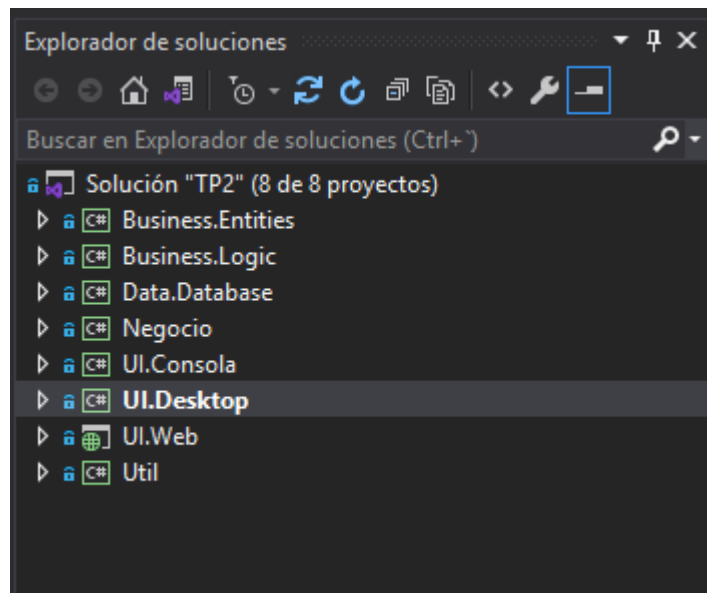 Explorador de soluciones
Buscar en Explorador de soluciones (Ctrl+`)
Solución "TP2" (8 de 8 proyectos)
C# Business.Entities
C# Business.Logic
C# Data.Database
C# Negocio
C# UI.Consola
C# UI.Desktop
UI.Web
C# Util